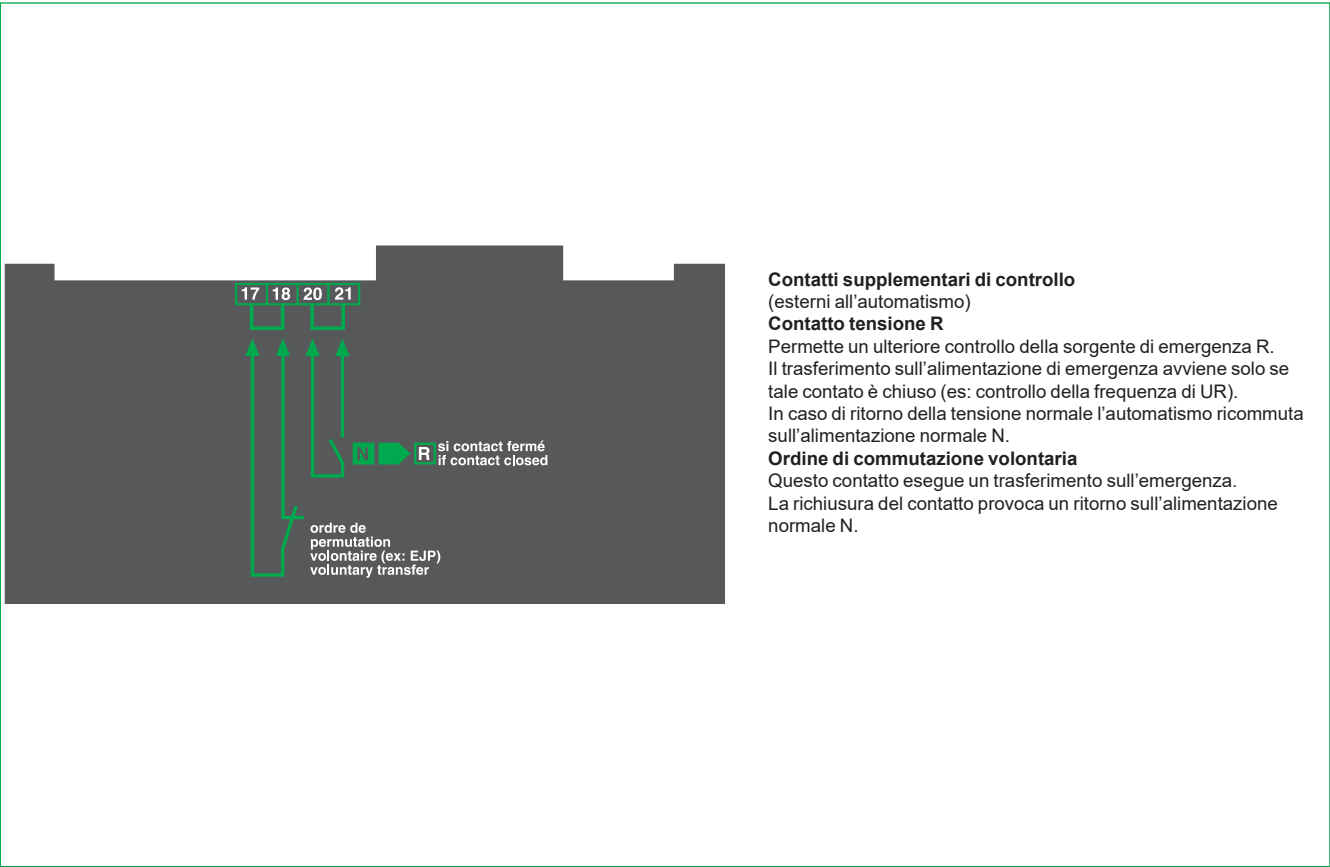 17 18 20 21
N R si contact fermé
if contact closed
ordre de
permutation
volontaire (ex: EJP)
voluntary transfer
Contatti supplementari di controllo
(esterni all’automatismo)
Contatto tensione R
Permette un ulteriore controllo della sorgente di emergenza R.
Il trasferimento sull’alimentazione di emergenza avviene solo se
tale contato è chiuso (es: controllo della frequenza di UR).
In caso di ritorno della tensione normale l’automatismo ricommuta
sull’alimentazione normale N.
Ordine di commutazione volontaria
Questo contatto esegue un trasferimento sull’emergenza.
La richiusura del contatto provoca un ritorno sull’alimentazione
normale N.